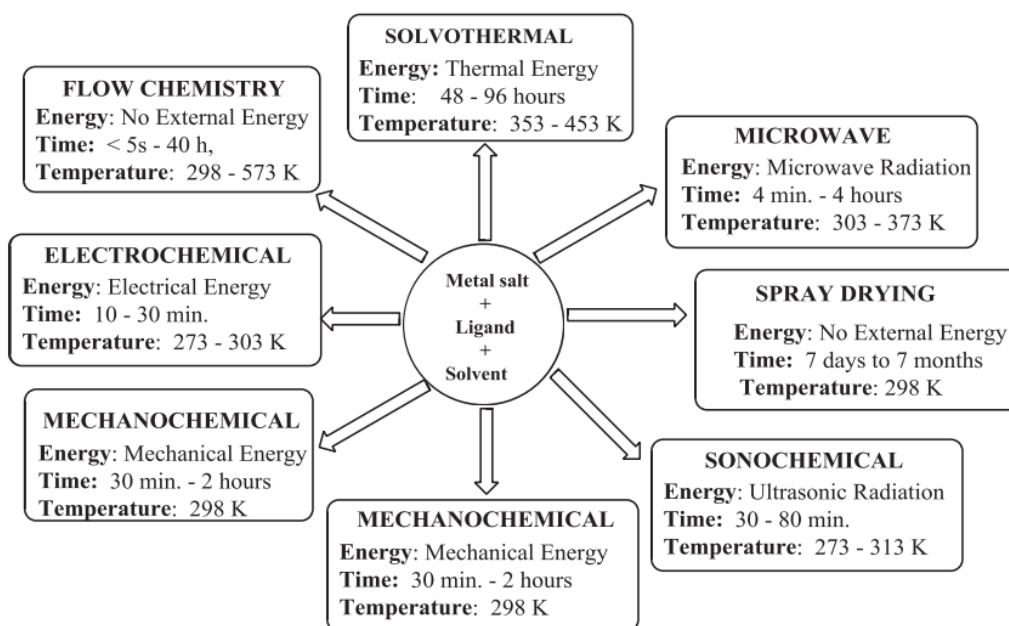 SOLVOTHERMAL
Energy: Thermal Energy
Time: 48 - 96 hours
Temperature: 353 - 453 K
FLOW CHEMISTRY
Energy: No External Energy
Time: < 5s - 40 h,
Temperature: 298 - 573 K
MICROWAVE
Energy: Microwave Radiation
Time: 4 min. - 4 hours
Temperature: 303 - 373 K
ELECTROCHEMICAL
Energy: Electrical Energy
Time: 10 - 30 min.
Temperature: 273 - 303 K
Metal salt
+
Ligand
+
Solvent
SPRAY DRYING
Energy: No External Energy
Time: 7 days to 7 months
Temperature: 298 K
MECHANOCHEMICAL
Energy: Mechanical Energy
Time: 30 min. - 2 hours
Temperature: 298 K
MECHANOCHEMICAL
Energy: Mechanical Energy
Time: 30 min. - 2 hours
Temperature: 298 K
SONOCHEMICAL
Energy: Ultrasonic Radiation
Time: 30 - 80 min.
Temperature: 273 - 313 K